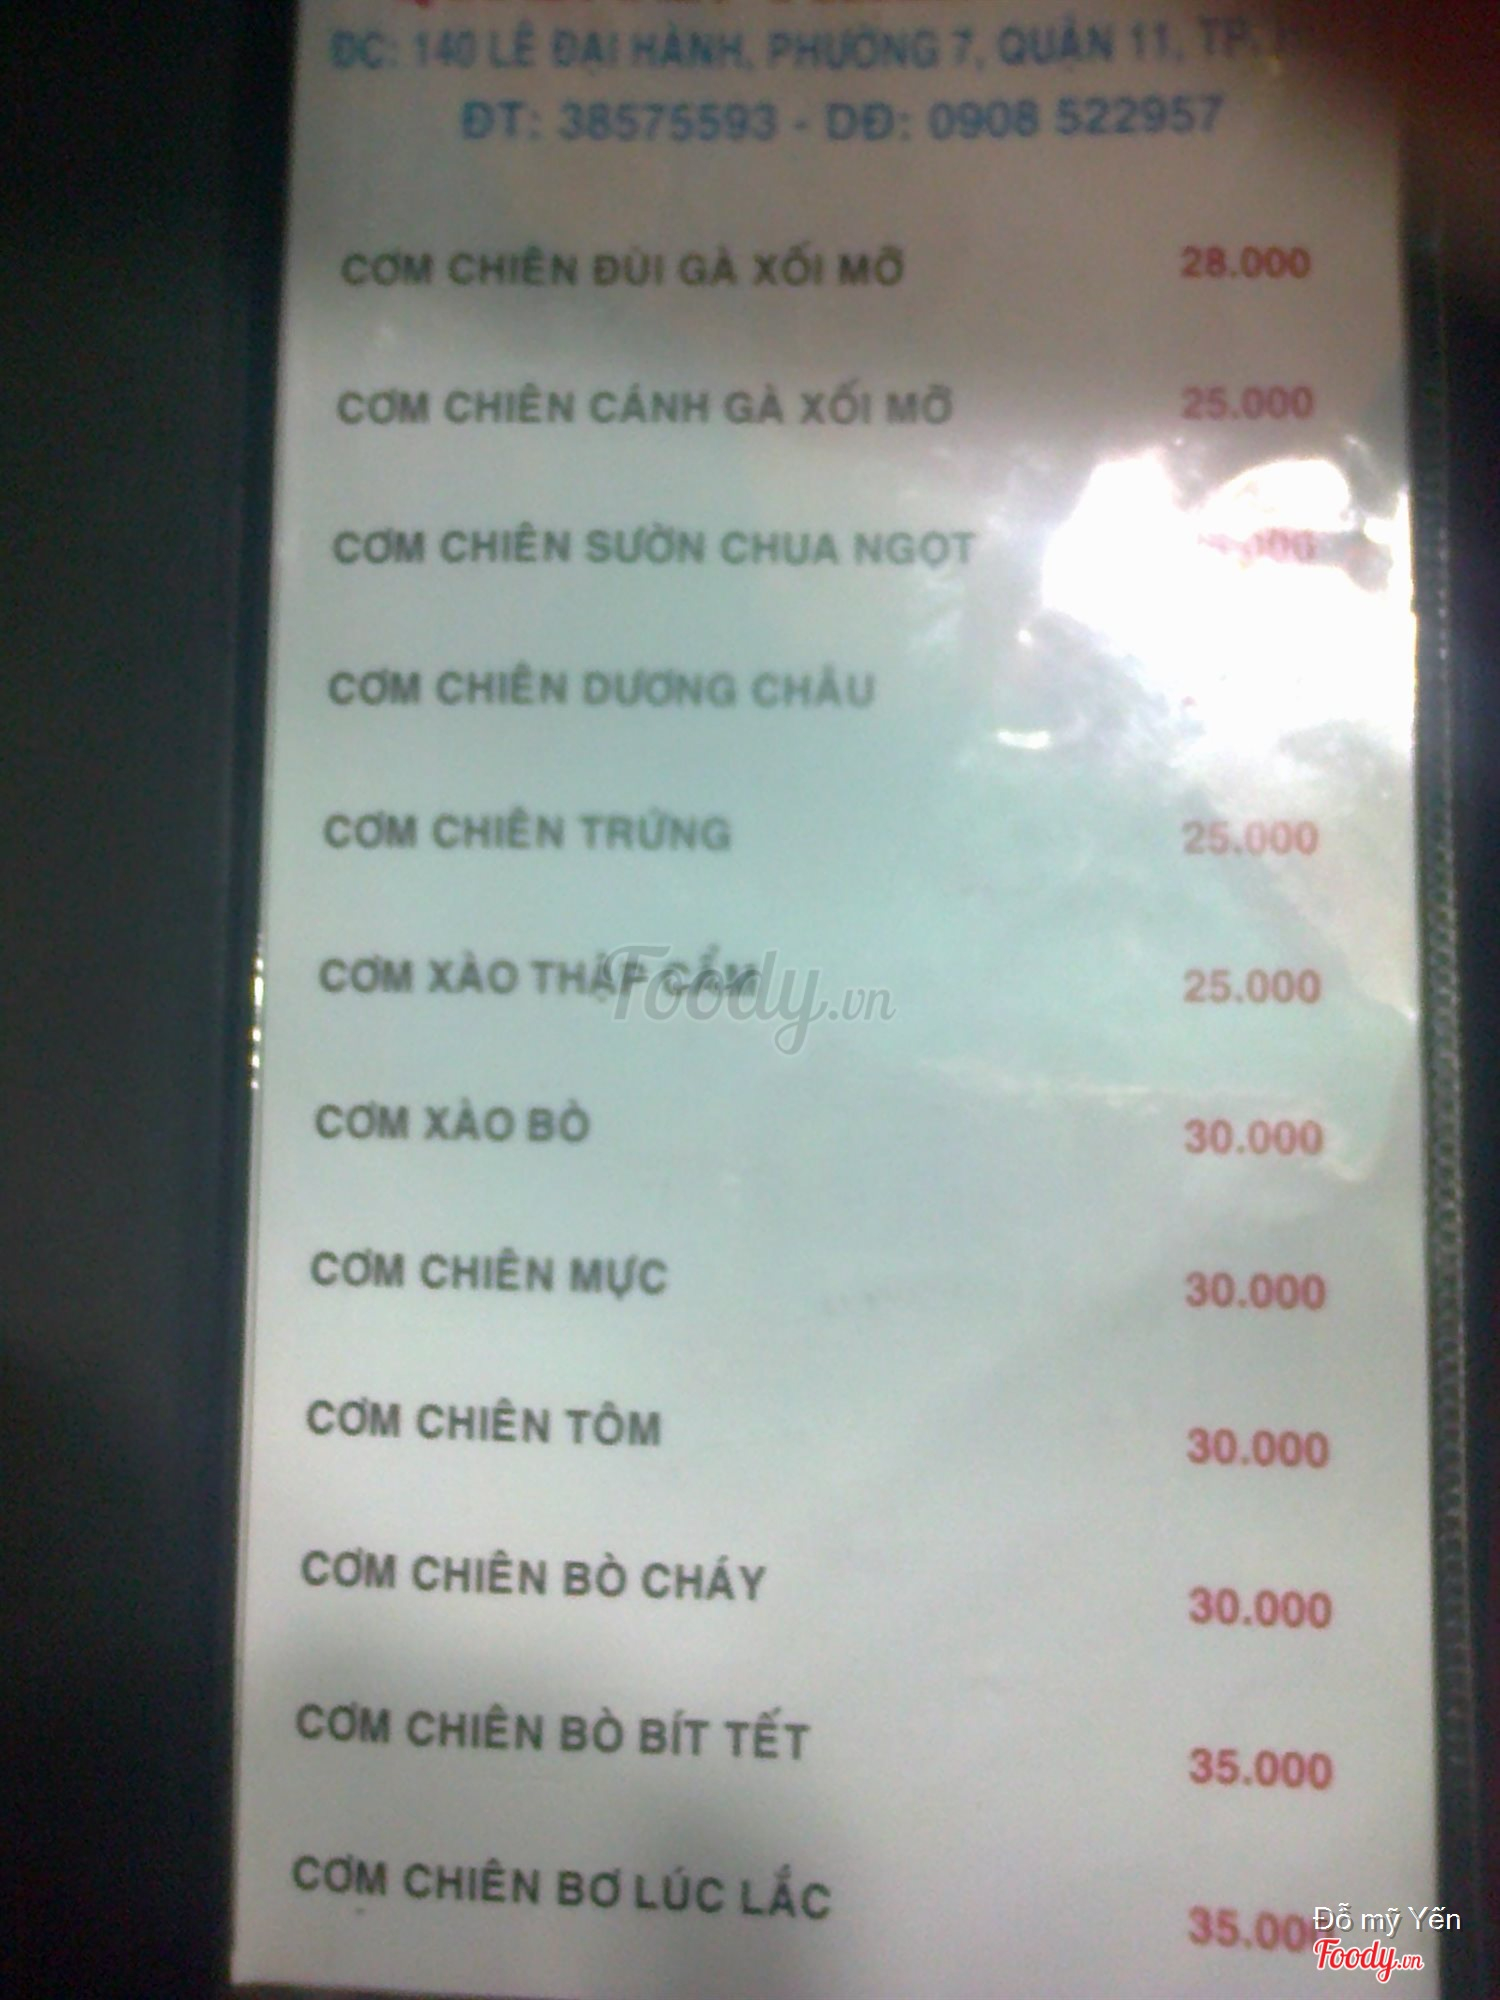 ĐC: 140 LÊ ĐẠI HÀNH, PHƯỜNG 7, QUẬN 11, TP.
ĐT: 38575593 - DĐ: 0908 522957
CƠM CHIÊN ĐÙI GÀ XỐI MỠ 28.000
CƠM CHIÊN CÁNH GÀ XỐI MỠ 25.000
CƠM CHIÊN SƯỜN CHUA NGỌT
CƠM CHIÊN DƯƠNG CHÂU
CƠM CHIÊN TRỨNG 25.000
CƠM XÀO THẬP CẨM 25.000
Foody.vn
CƠM XÀO BÒ 30.000
CƠM CHIÊN MỰC 30.000
CƠM CHIÊN TÔM 30.000
CƠM CHIÊN BÒ CHÁY 30.000
CƠM CHIÊN BÒ BÍT TẾT 35.000
CƠM CHIÊN BƠ LÚC LẮC 35.000
Đỗ mỹ Yến
Foody.vn